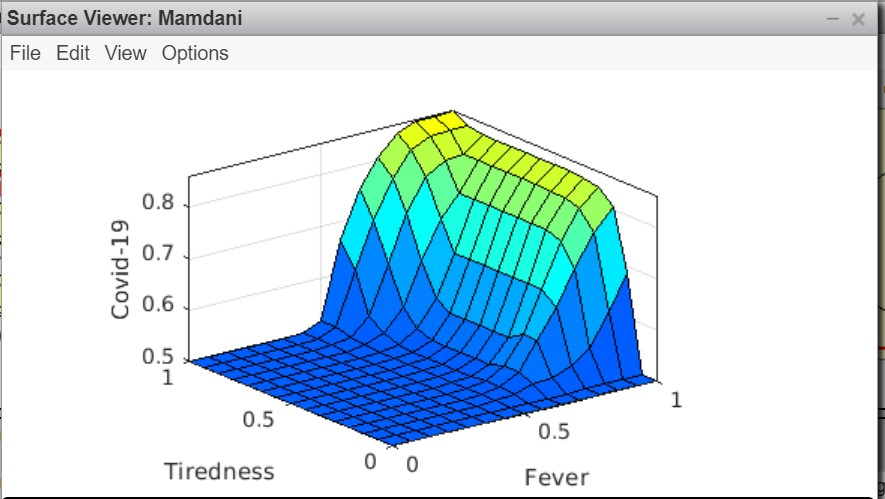 Surface Viewer: Mamdani
File Edit View Options
0.8
0.7
0.6
0.5
Covid-19
1
0.5
0
Tiredness
0
0.5
1
Fever